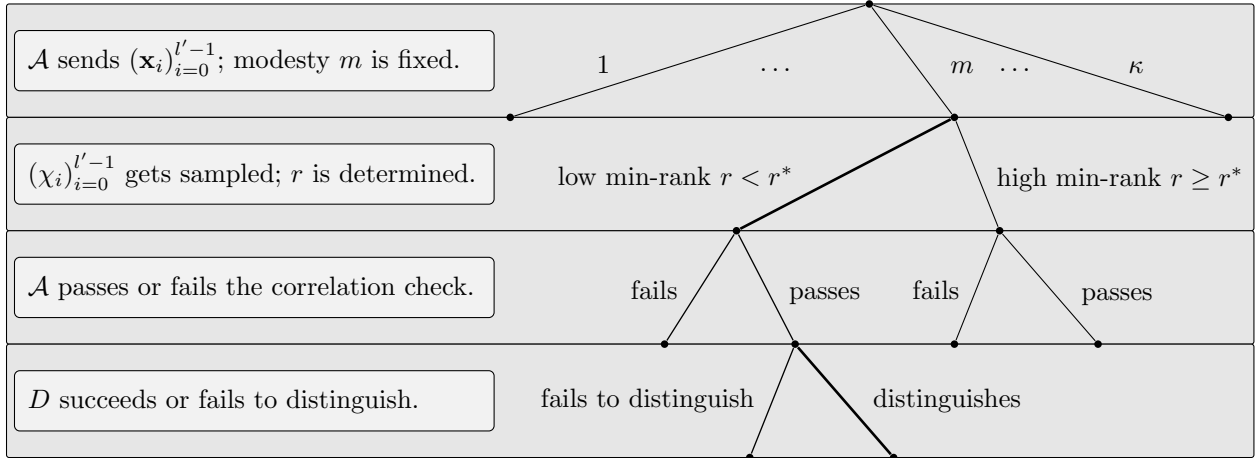 𝒜 sends (𝐱ᵢ)ᵢ₌₀^{l′−1}; modesty m is fixed.
1 … m … κ
(χᵢ)ᵢ₌₀^{l′−1} gets sampled; r is determined.
low min-rank r < r*
high min-rank r ≥ r*
𝒜 passes or fails the correlation check.
fails passes fails passes
D succeeds or fails to distinguish.
fails to distinguish distinguishes